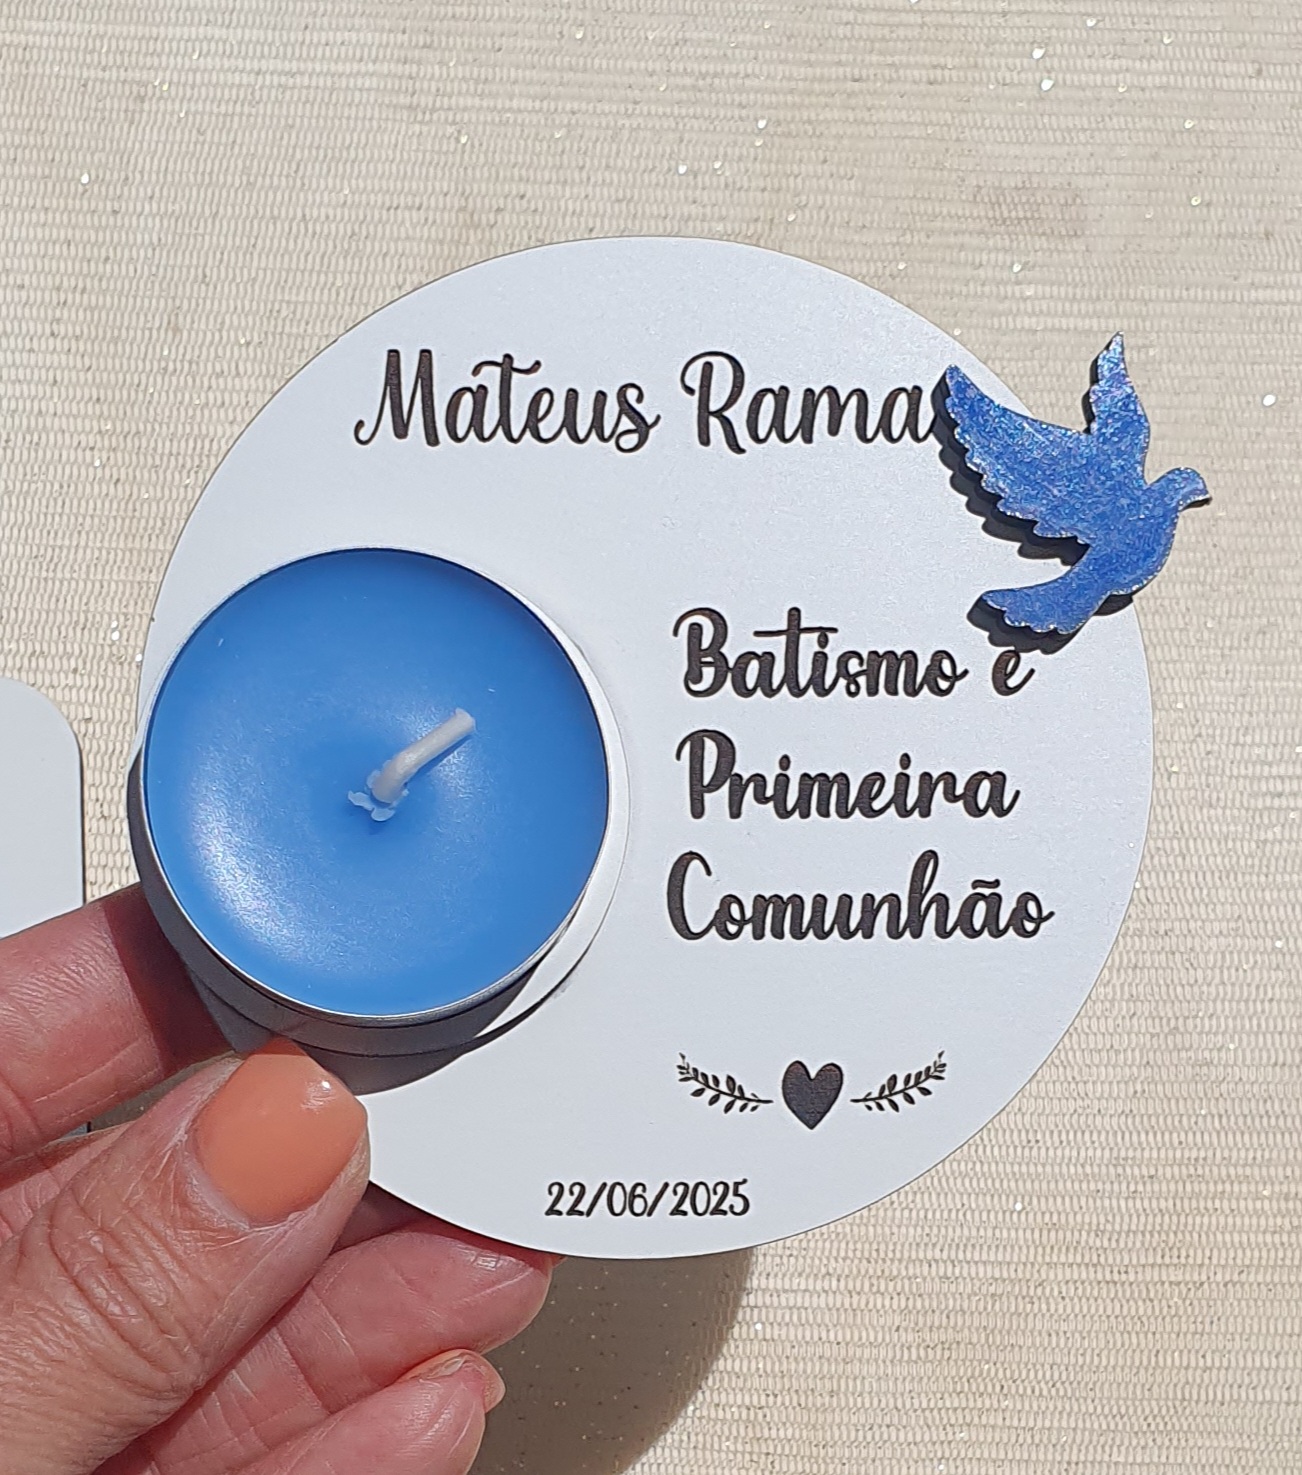 Mateus Rama
Batismo e
Primeira
Comunhão
22/06/2025